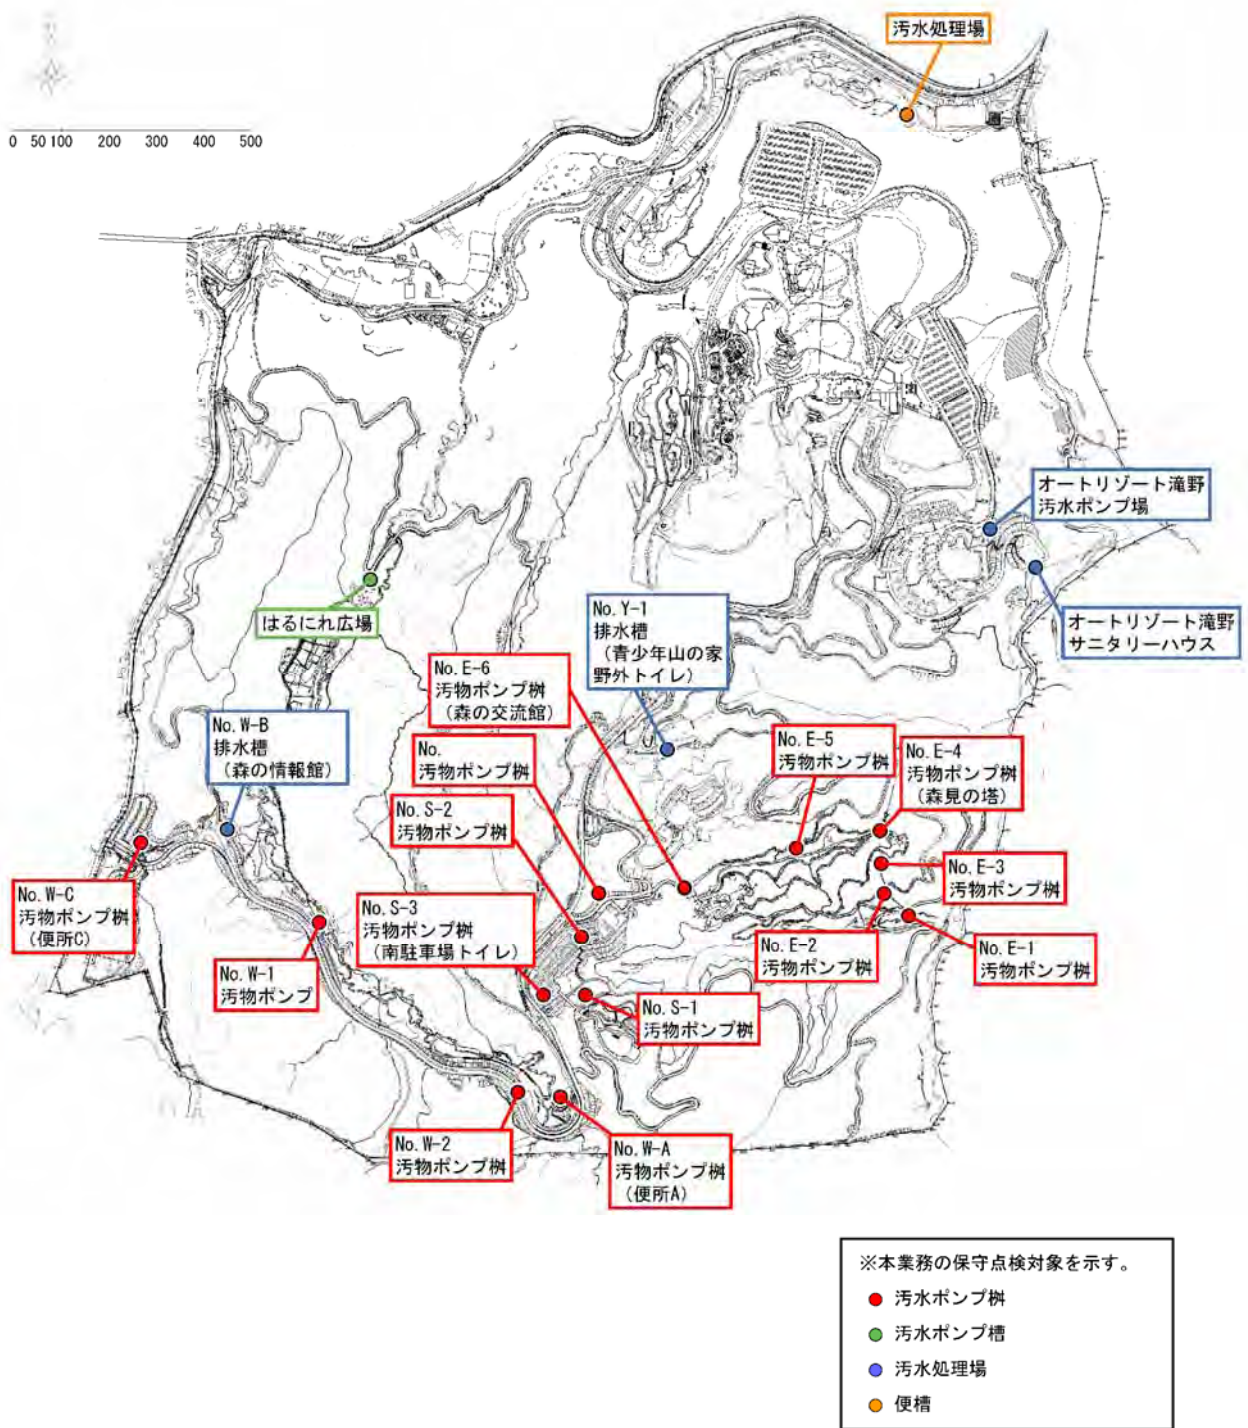 汚水処理場
0 50 100 200 300 400 500
オートリゾート滝野
汚水ポンプ場
はるにれ広場
No. Y-1
排水槽
（青少年山の家
野外トイレ）
オートリゾート滝野
サニタリーハウス
No. E-6
汚物ポンプ桝
（森の交流館）
No. W-B
排水槽
（森の情報館）
No.
汚物ポンプ桝
No. E-5
汚物ポンプ桝
No. E-4
汚物ポンプ桝
（森見の塔）
No. S-2
汚物ポンプ桝
No. E-3
汚物ポンプ桝
No. W-C
汚物ポンプ桝
（便所C）
No. S-3
汚物ポンプ桝
（南駐車場トイレ）
No. E-2
汚物ポンプ桝
No. E-1
汚物ポンプ桝
No. W-1
汚物ポンプ
No. S-1
汚物ポンプ桝
No. W-2
汚物ポンプ桝
No. W-A
汚物ポンプ桝
（便所A）
※本業務の保守点検対象を示す。
汚水ポンプ桝
汚水ポンプ槽
汚水処理場
便槽